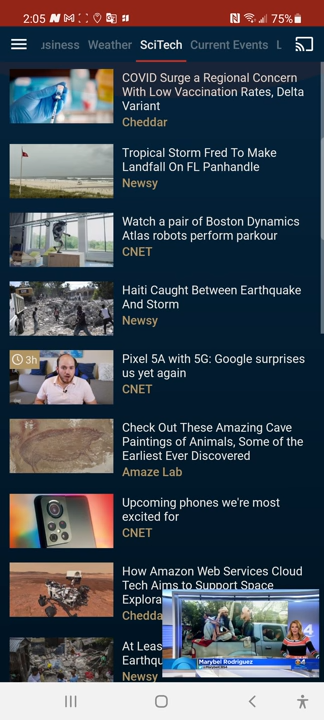 2:05
75%
usiness Weather SciTech Current Events L
COVID Surge a Regional Concern
With Low Vaccination Rates, Delta
Variant
Cheddar
Tropical Storm Fred To Make
Landfall On FL Panhandle
Newsy
Watch a pair of Boston Dynamics
Atlas robots perform parkour
CNET
Haiti Caught Between Earthquake
And Storm
Newsy
3h
Pixel 5A with 5G: Google surprises
us yet again
CNET
Check Out These Amazing Cave
Paintings of Animals, Some of the
Earliest Ever Discovered
Amaze Lab
Upcoming phones we're most
excited for
CNET
How Amazon Web Services Cloud
Tech Aims to Support Space
Explora
Chedda
Marybel Rodriguez
At Leas
Earthqu
Newsy